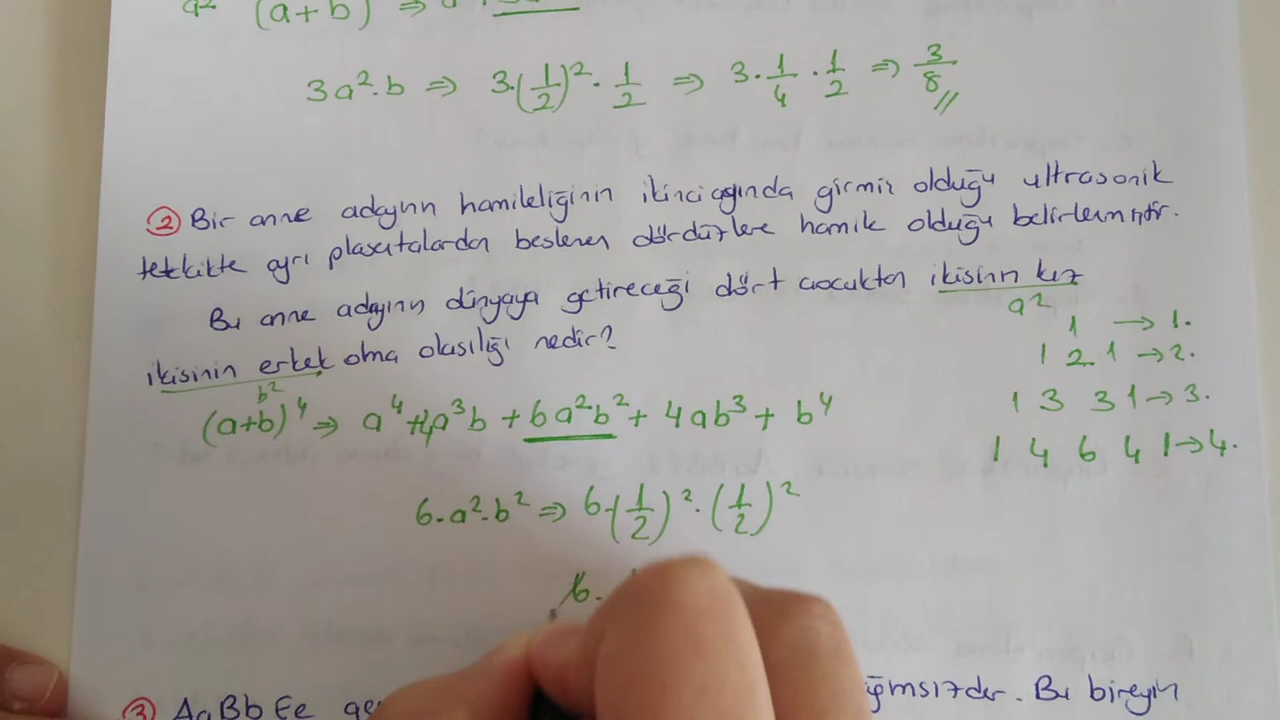 a² (a+b) ⇒
3a²·b ⇒ 3·(1/2)²·1/2 ⇒ 3·1/4·1/2 ⇒ 3/8 //
② Bir anne adayının hamileliğinin ikinci ayında girmiş olduğu ultrasonik
tetkikte ayrı plasentalardan beslenen dördüzlere hamile olduğu belirlenmiştir.
Bu anne adayının dünyaya getireceği dört çocuktan ikisinin kız
a²
ikisinin erkek olma olasılığı nedir?
b²
1 → 1.
1 2 1 → 2.
1 3 3 1 → 3.
1 4 6 4 1 → 4.
(a+b)⁴ ⇒ a⁴ + 4a³b + 6a²b² + 4ab³ + b⁴
6·a²·b² ⇒ 6·(1/2)²·(1/2)²
6.
③ AaBbEe Bu bireyin